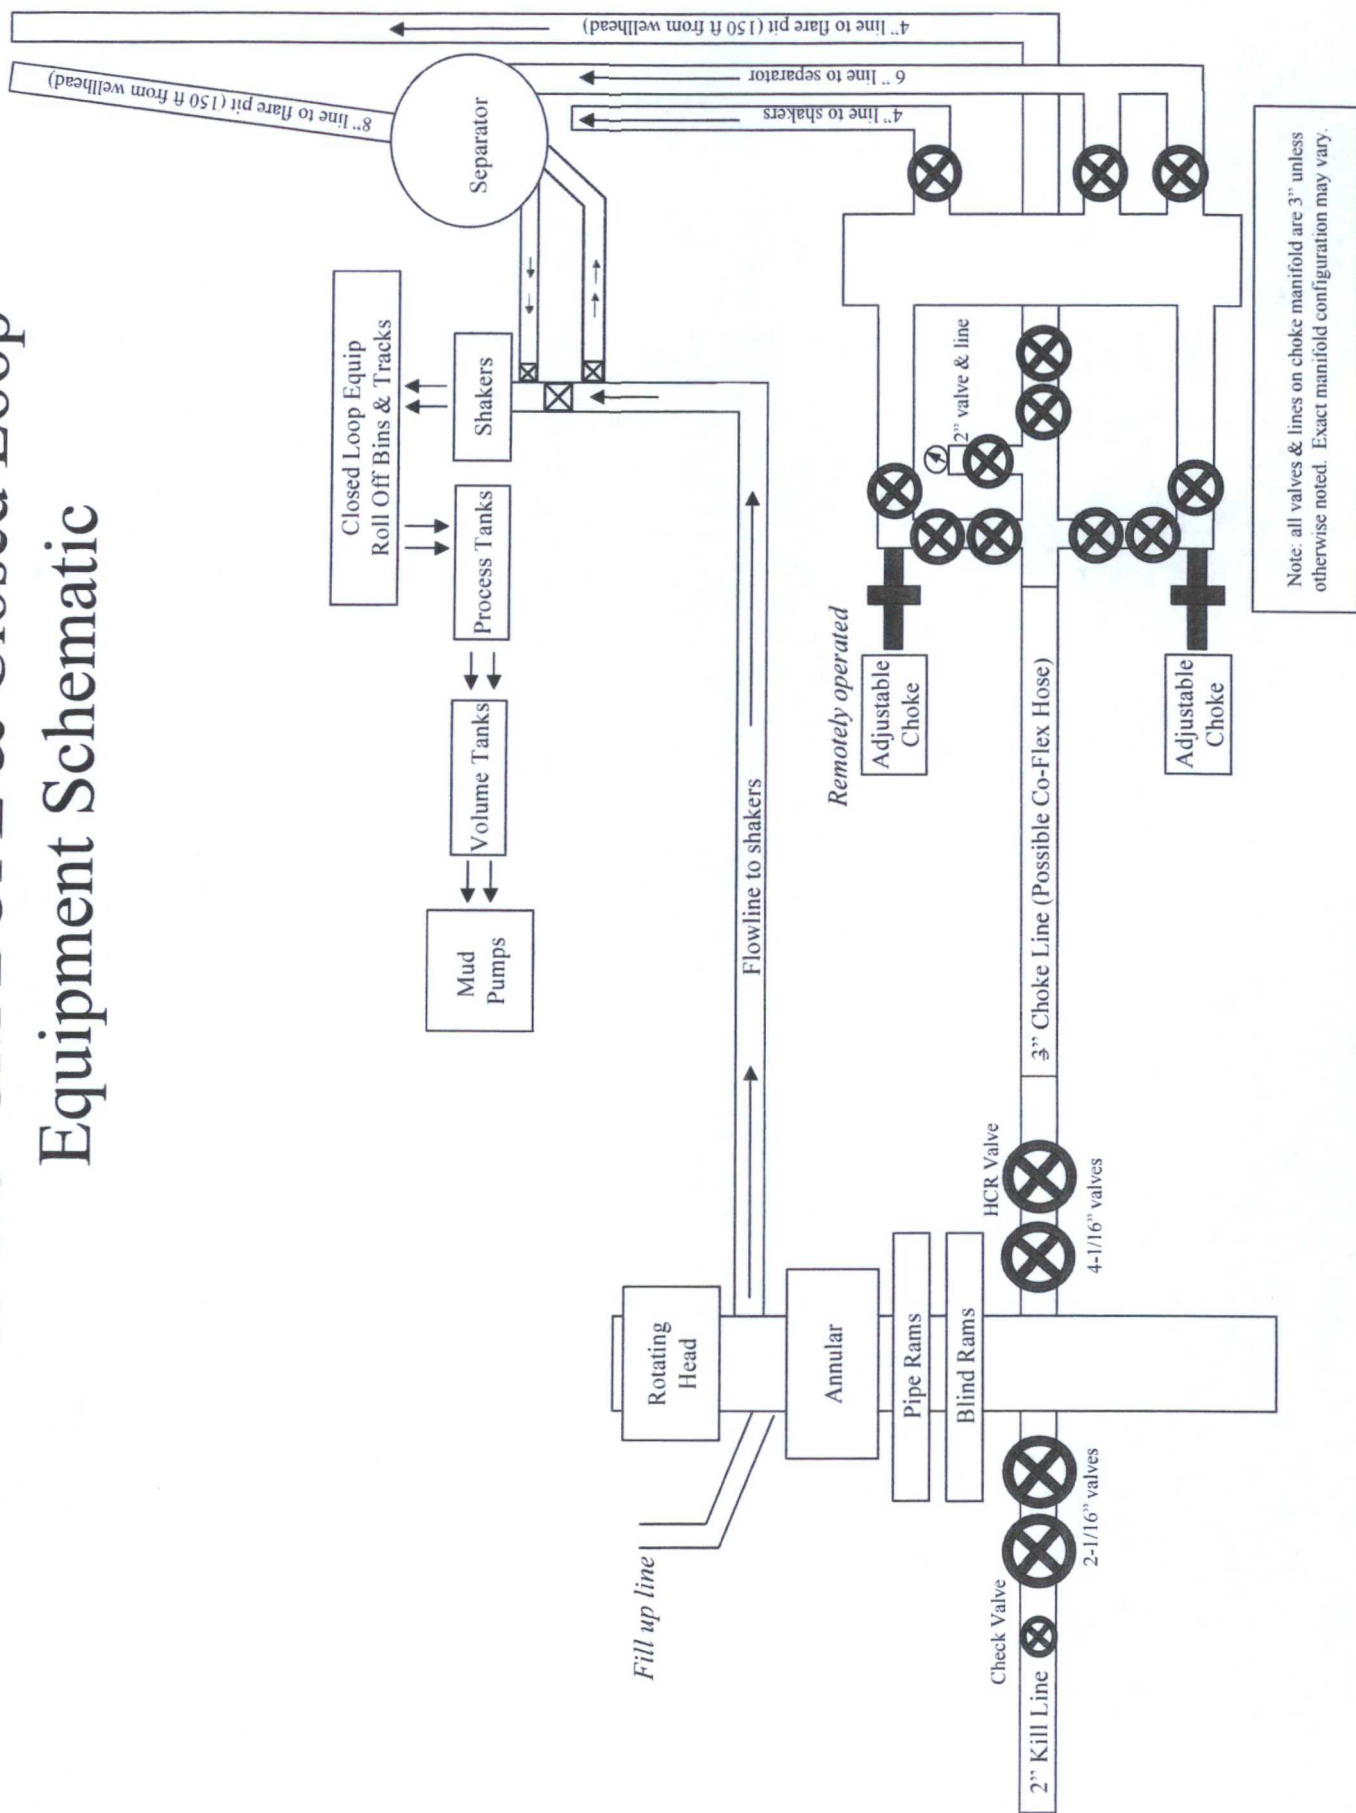 & Closed Loop
Equipment Schematic
Closed Loop Equip
Roll Off Bins & Tracks
Mud
Pumps
Volume Tanks
Process Tanks
Shakers
Separator
8" line to flare pit (150 ft from wellhead)
4" line to flare pit (150 ft from wellhead)
6" line to separator
4" line to shakers
Fill up line
Rotating
Head
Flowline to shakers
Annular
Pipe Rams
Blind Rams
Remotely operated
Adjustable
Choke
2" valve & line
Check Valve
2" Kill Line
2-1/16" valves
HCR Valve
4-1/16" valves
3" Choke Line (Possible Co-Flex Hose)
Adjustable
Choke
Note: all valves & lines on choke manifold are 3" unless
otherwise noted. Exact manifold configuration may vary.